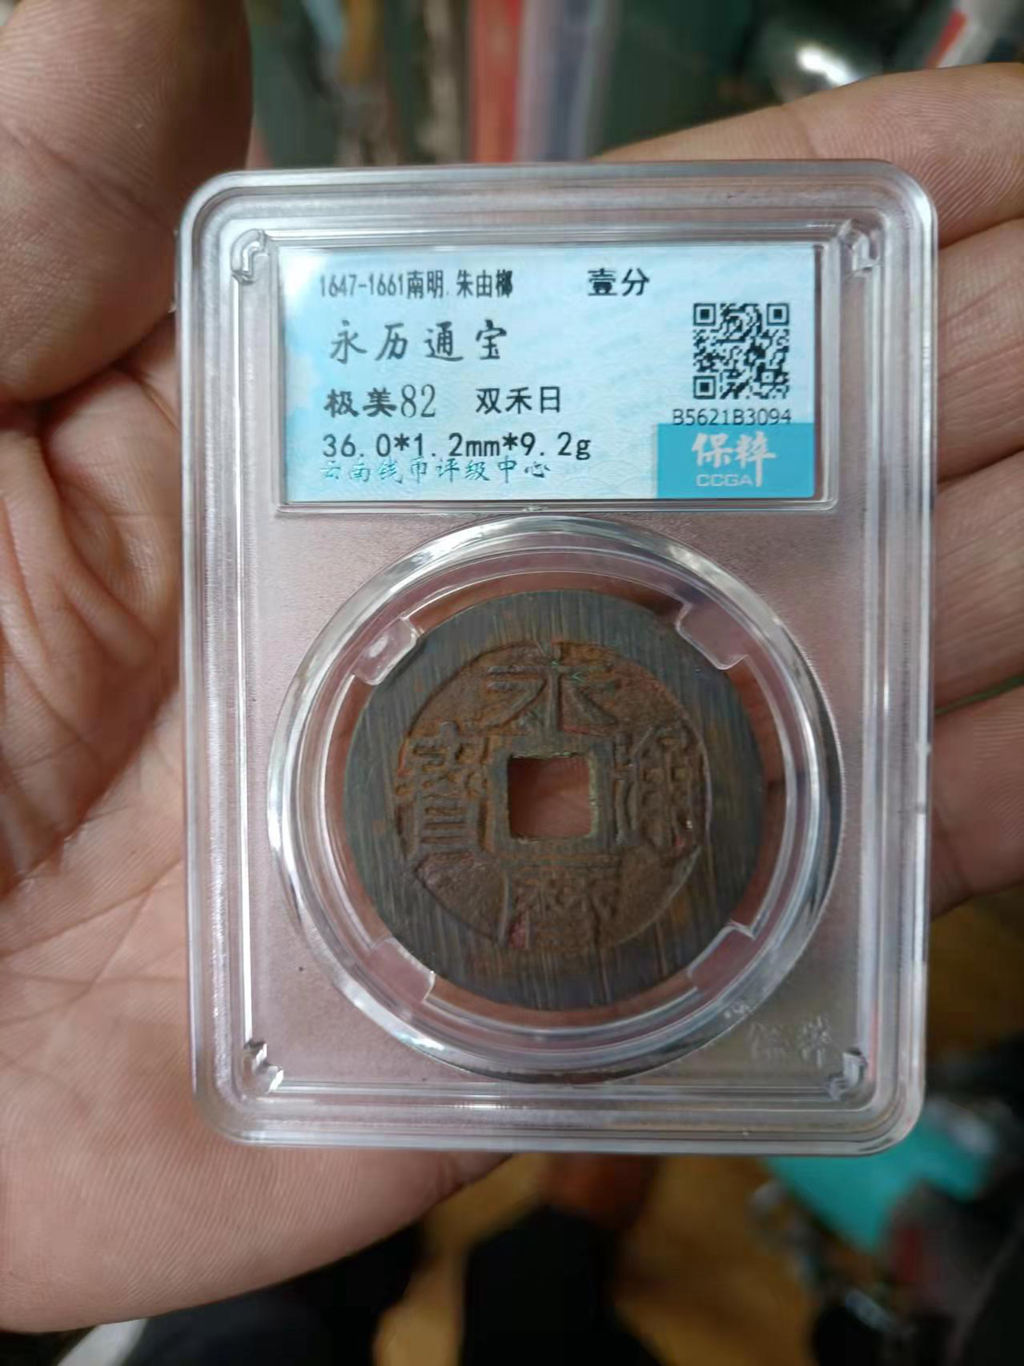 1647-1661南明.朱由榔 壹分
永历通宝
极美82 双禾日
B5621B3094
36.0*1.2mm*9.2g
云南钱币评级中心
保粹
CCGA
永
寶 通
曆
保粹